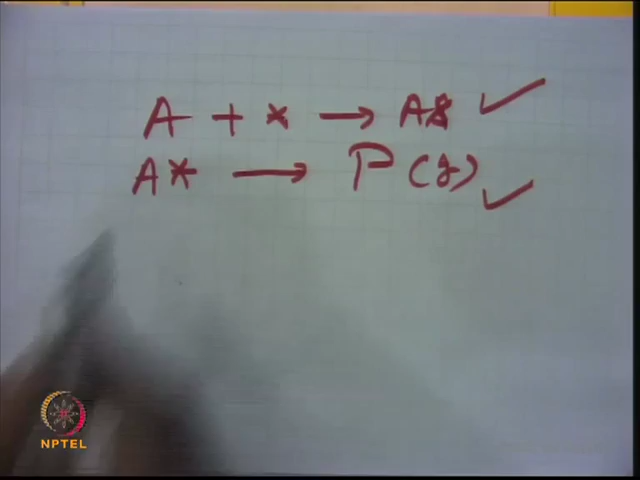 A + * → A* ✓
A* → P (g) ✓
NPTEL